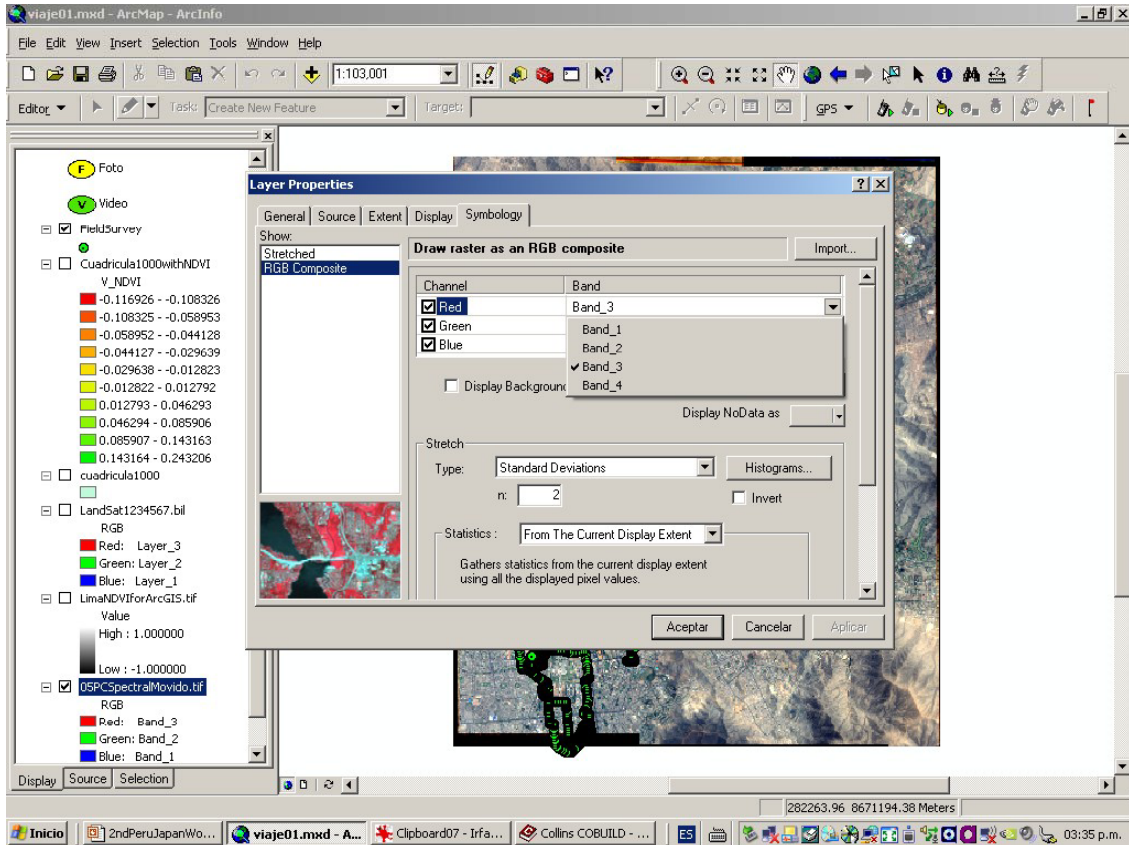 viaje01.mxd - ArcMap - ArcInfo
File Edit View Insert Selection Tools Window Help
1:103,001
Editor Task: Create New Feature Target: GPS
F Foto
V Video
FieldSurvey
Cuadricula1000withNDVI
V_NDVI
-0.116926 - -0.108326
-0.108325 - -0.058953
-0.058952 - -0.044128
-0.044127 - -0.029639
-0.029638 - -0.012823
-0.012822 - 0.012792
0.012793 - 0.046293
0.046294 - 0.085906
0.085907 - 0.143163
0.143164 - 0.243206
cuadricula1000
LandSat1234567.bil
RGB
Red: Layer_3
Green: Layer_2
Blue: Layer_1
LimaNDVIforArcGIS.tif
Value
High : 1.000000
Low : -1.000000
05PCSpectralMovido.tif
RGB
Red: Band_3
Green: Band_2
Blue: Band_1
Display Source Selection
Layer Properties
General Source Extent Display Symbology
Show:
Stretched
RGB Composite
Draw raster as an RGB composite
Import...
Channel Band
Red Band_3
Green
Blue
Band_1
Band_2
Band_3
Band_4
Display Background
Display NoData as
Stretch
Type: Standard Deviations Histograms...
n: 2 Invert
Statistics : From The Current Display Extent
Gathers statistics from the current display extent
using all the displayed pixel values.
Aceptar Cancelar Aplicar
282263.96 8671194.38 Meters
Inicio 2ndPeruJapanWo... viaje01.mxd - A... Clipboard07 - Irfa... Collins COBUILD - ... ES 03:35 p.m.